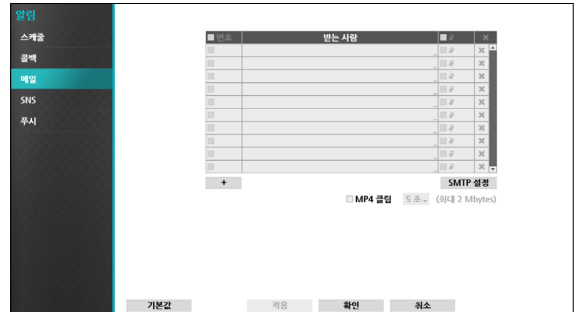 알림
스케줄
콜백
메일
SNS
푸시
번호 받는 사람
+ SMTP 설정
MP4 클립 5 초 (최대 2 Mbytes)
기본값 적용 확인 취소